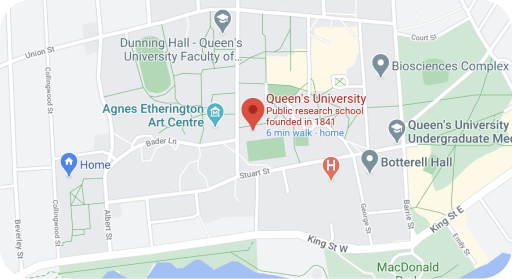 Dunning Hall - Queen's
University Faculty of...
Union St
Court St
Collingwood St
Biosciences Complex
Agnes Etherington
Art Centre
Queen's University
Public research school
founded in 1841
6 min walk - home
Queen's University
Undergraduate Med
Bader Ln
Home
Botterell Hall
H
Stuart St
Beverley St
Collingwood St
Albert St
George St
Barrie St
King St E
Emily St
King St W
MacDonald